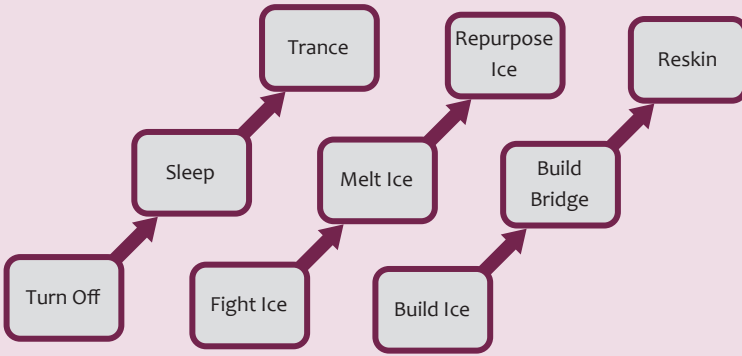 Trance
Repurpose
Ice
Reskin
Sleep
Melt Ice
Build
Bridge
Turn Off
Fight Ice
Build Ice